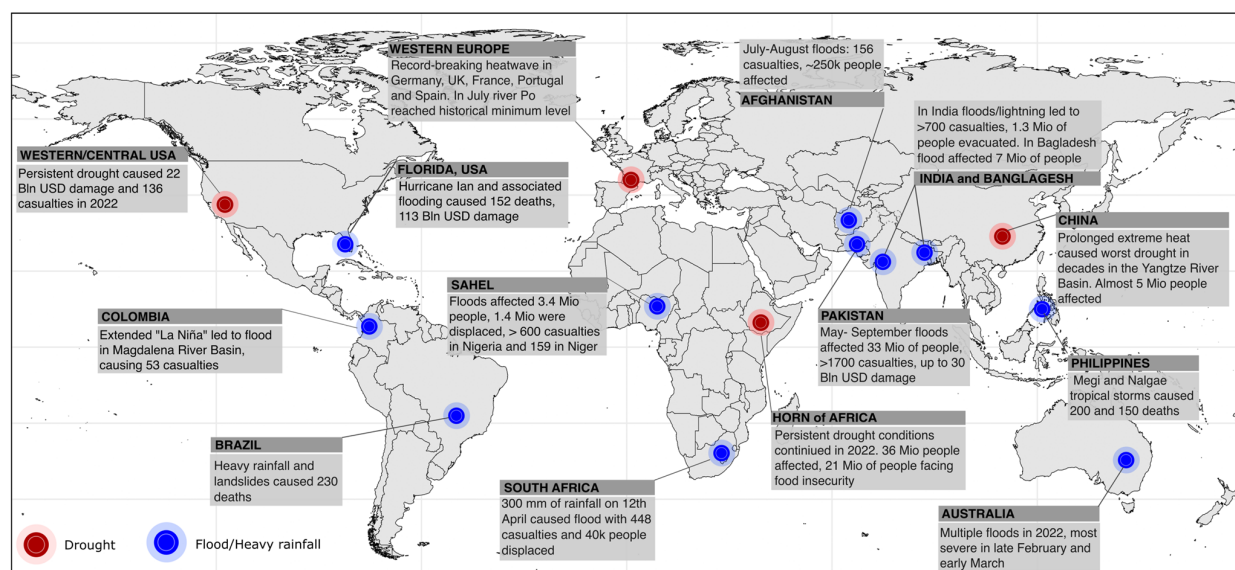 WESTERN EUROPE
Record-breaking heatwave in
Germany, UK, France, Portugal
and Spain. In July river Po
reached historical minimum level
July-August floods: 156
casualties, ~250k people
affected
AFGHANISTAN
In India floods/lightning led to
>700 casualties, 1.3 Mio of
people evacuated. In Bagladesh
flood affected 7 Mio of people
INDIA and BANGLAGESH
WESTERN/CENTRAL USA
Persistent drought caused 22
Bln USD damage and 136
casualties in 2022
FLORIDA, USA
Hurricane Ian and associated
flooding caused 152 deaths,
113 Bln USD damage
CHINA
Prolonged extreme heat
caused worst drought in
decades in the Yangtze River
Basin. Almost 5 Mio people
affected
SAHEL
Floods affected 3.4 Mio
people, 1.4 Mio were
displaced, > 600 casualties
in Nigeria and 159 in Niger
COLOMBIA
Extended "La Niña" led to flood
in Magdalena River Basin,
causing 53 casualties
PAKISTAN
May- September floods
affected 33 Mio of people,
>1700 casualties, up to 30
Bln USD damage
PHILIPPINES
Megi and Nalgae
tropical storms caused
200 and 150 deaths
HORN of AFRICA
Persistent drought conditions
continiued in 2022. 36 Mio people
affected, 21 Mio of people facing
food insecurity
BRAZIL
Heavy rainfall and
landslides caused 230
deaths
SOUTH AFRICA
300 mm of rainfall on 12th
April caused flood with 448
casualties and 40k people
displaced
AUSTRALIA
Multiple floods in 2022, most
severe in late February and
early March
Drought
Flood/Heavy rainfall